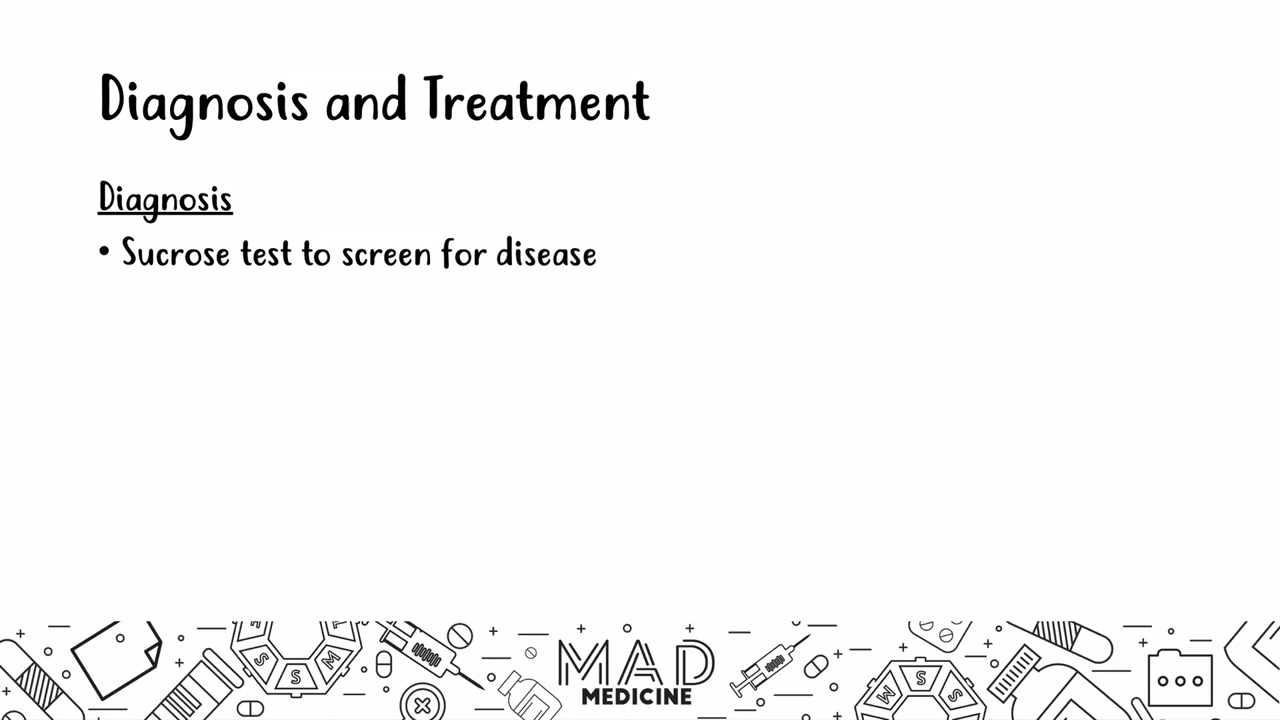 Diagnosis and Treatment
Diagnosis
• Sucrose test to screen for disease
S
S
M
MAD
MEDICINE
M
S
S